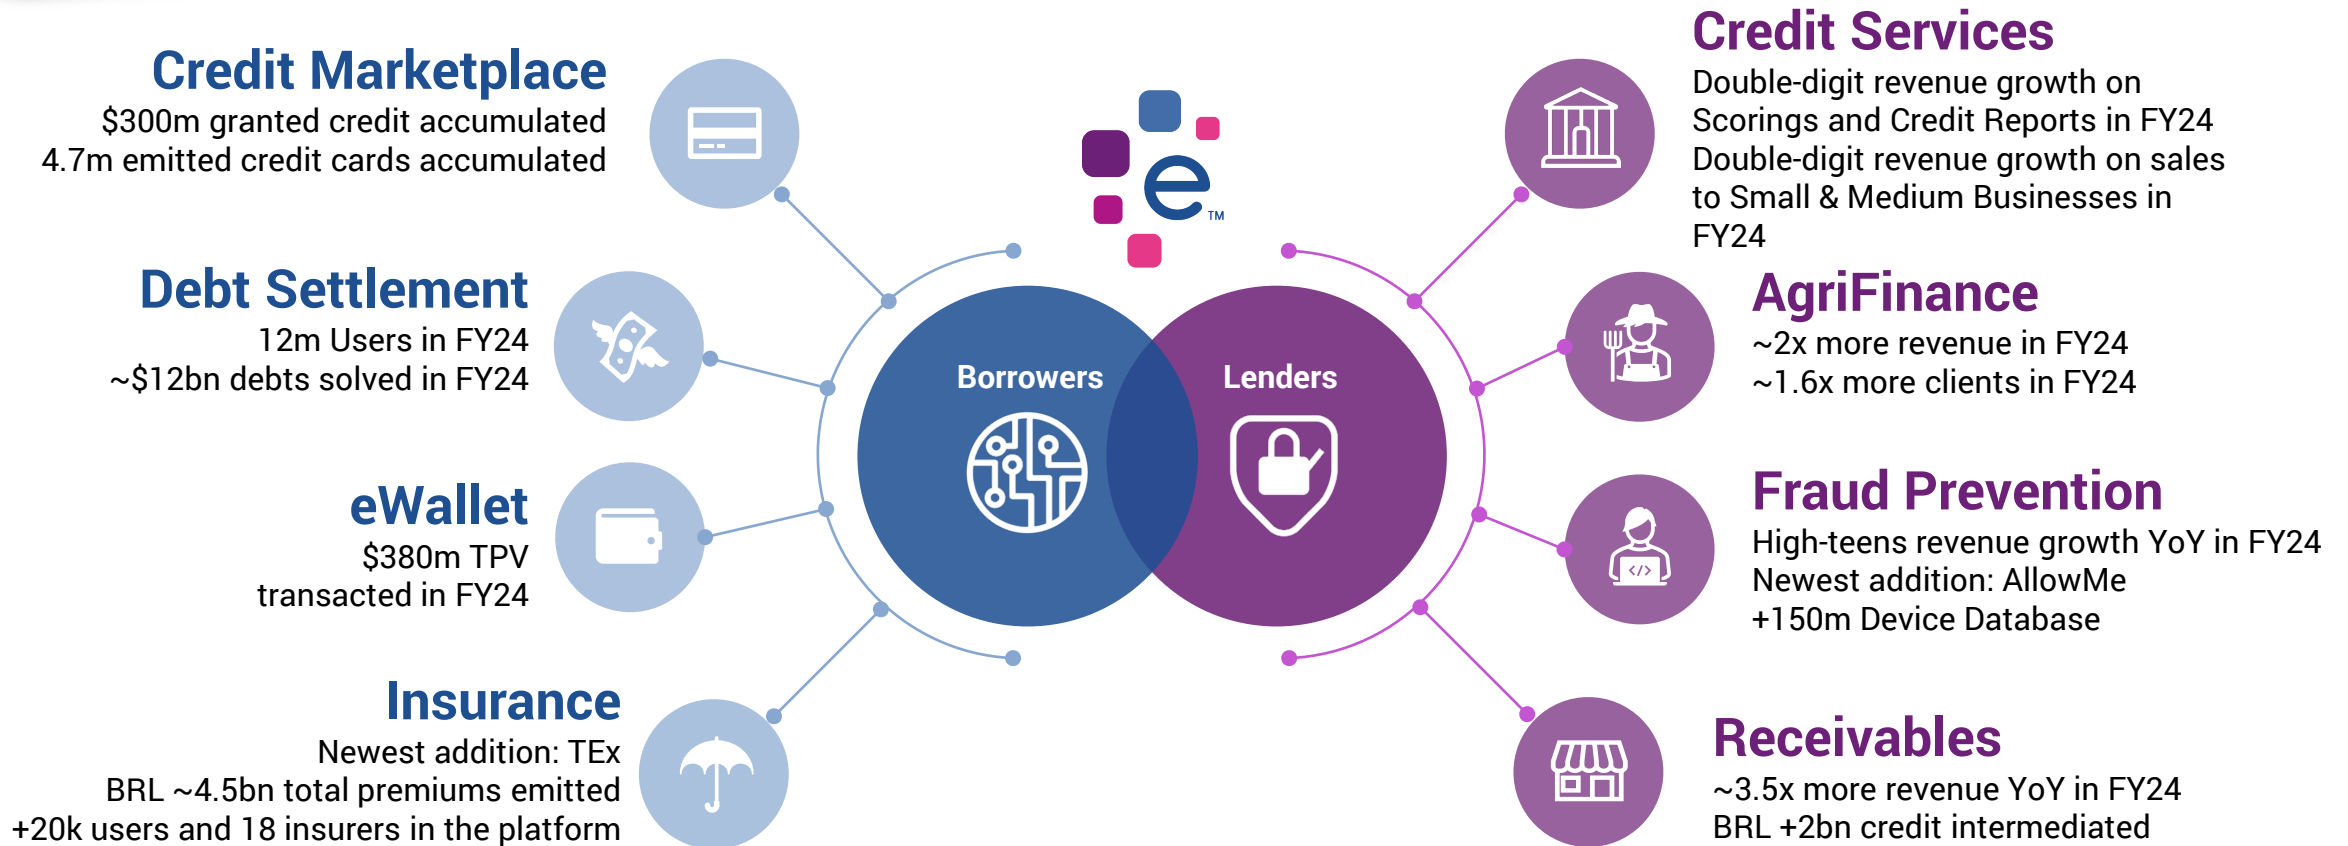 Credit Marketplace
$300m granted credit accumulated
4.7m emitted credit cards accumulated
Debt Settlement
12m Users in FY24
~$12bn debts solved in FY24
eWallet
$380m TPV
transacted in FY24
Insurance
Newest addition: TEx
BRL ~4.5bn total premiums emitted
+20k users and 18 insurers in the platform
e TM
Borrowers
Lenders
Credit Services
Double-digit revenue growth on
Scorings and Credit Reports in FY24
Double-digit revenue growth on sales
to Small & Medium Businesses in
FY24
AgriFinance
~2x more revenue in FY24
~1.6x more clients in FY24
Fraud Prevention
High-teens revenue growth YoY in FY24
Newest addition: AllowMe
+150m Device Database
</>
Receivables
~3.5x more revenue YoY in FY24
BRL +2bn credit intermediated